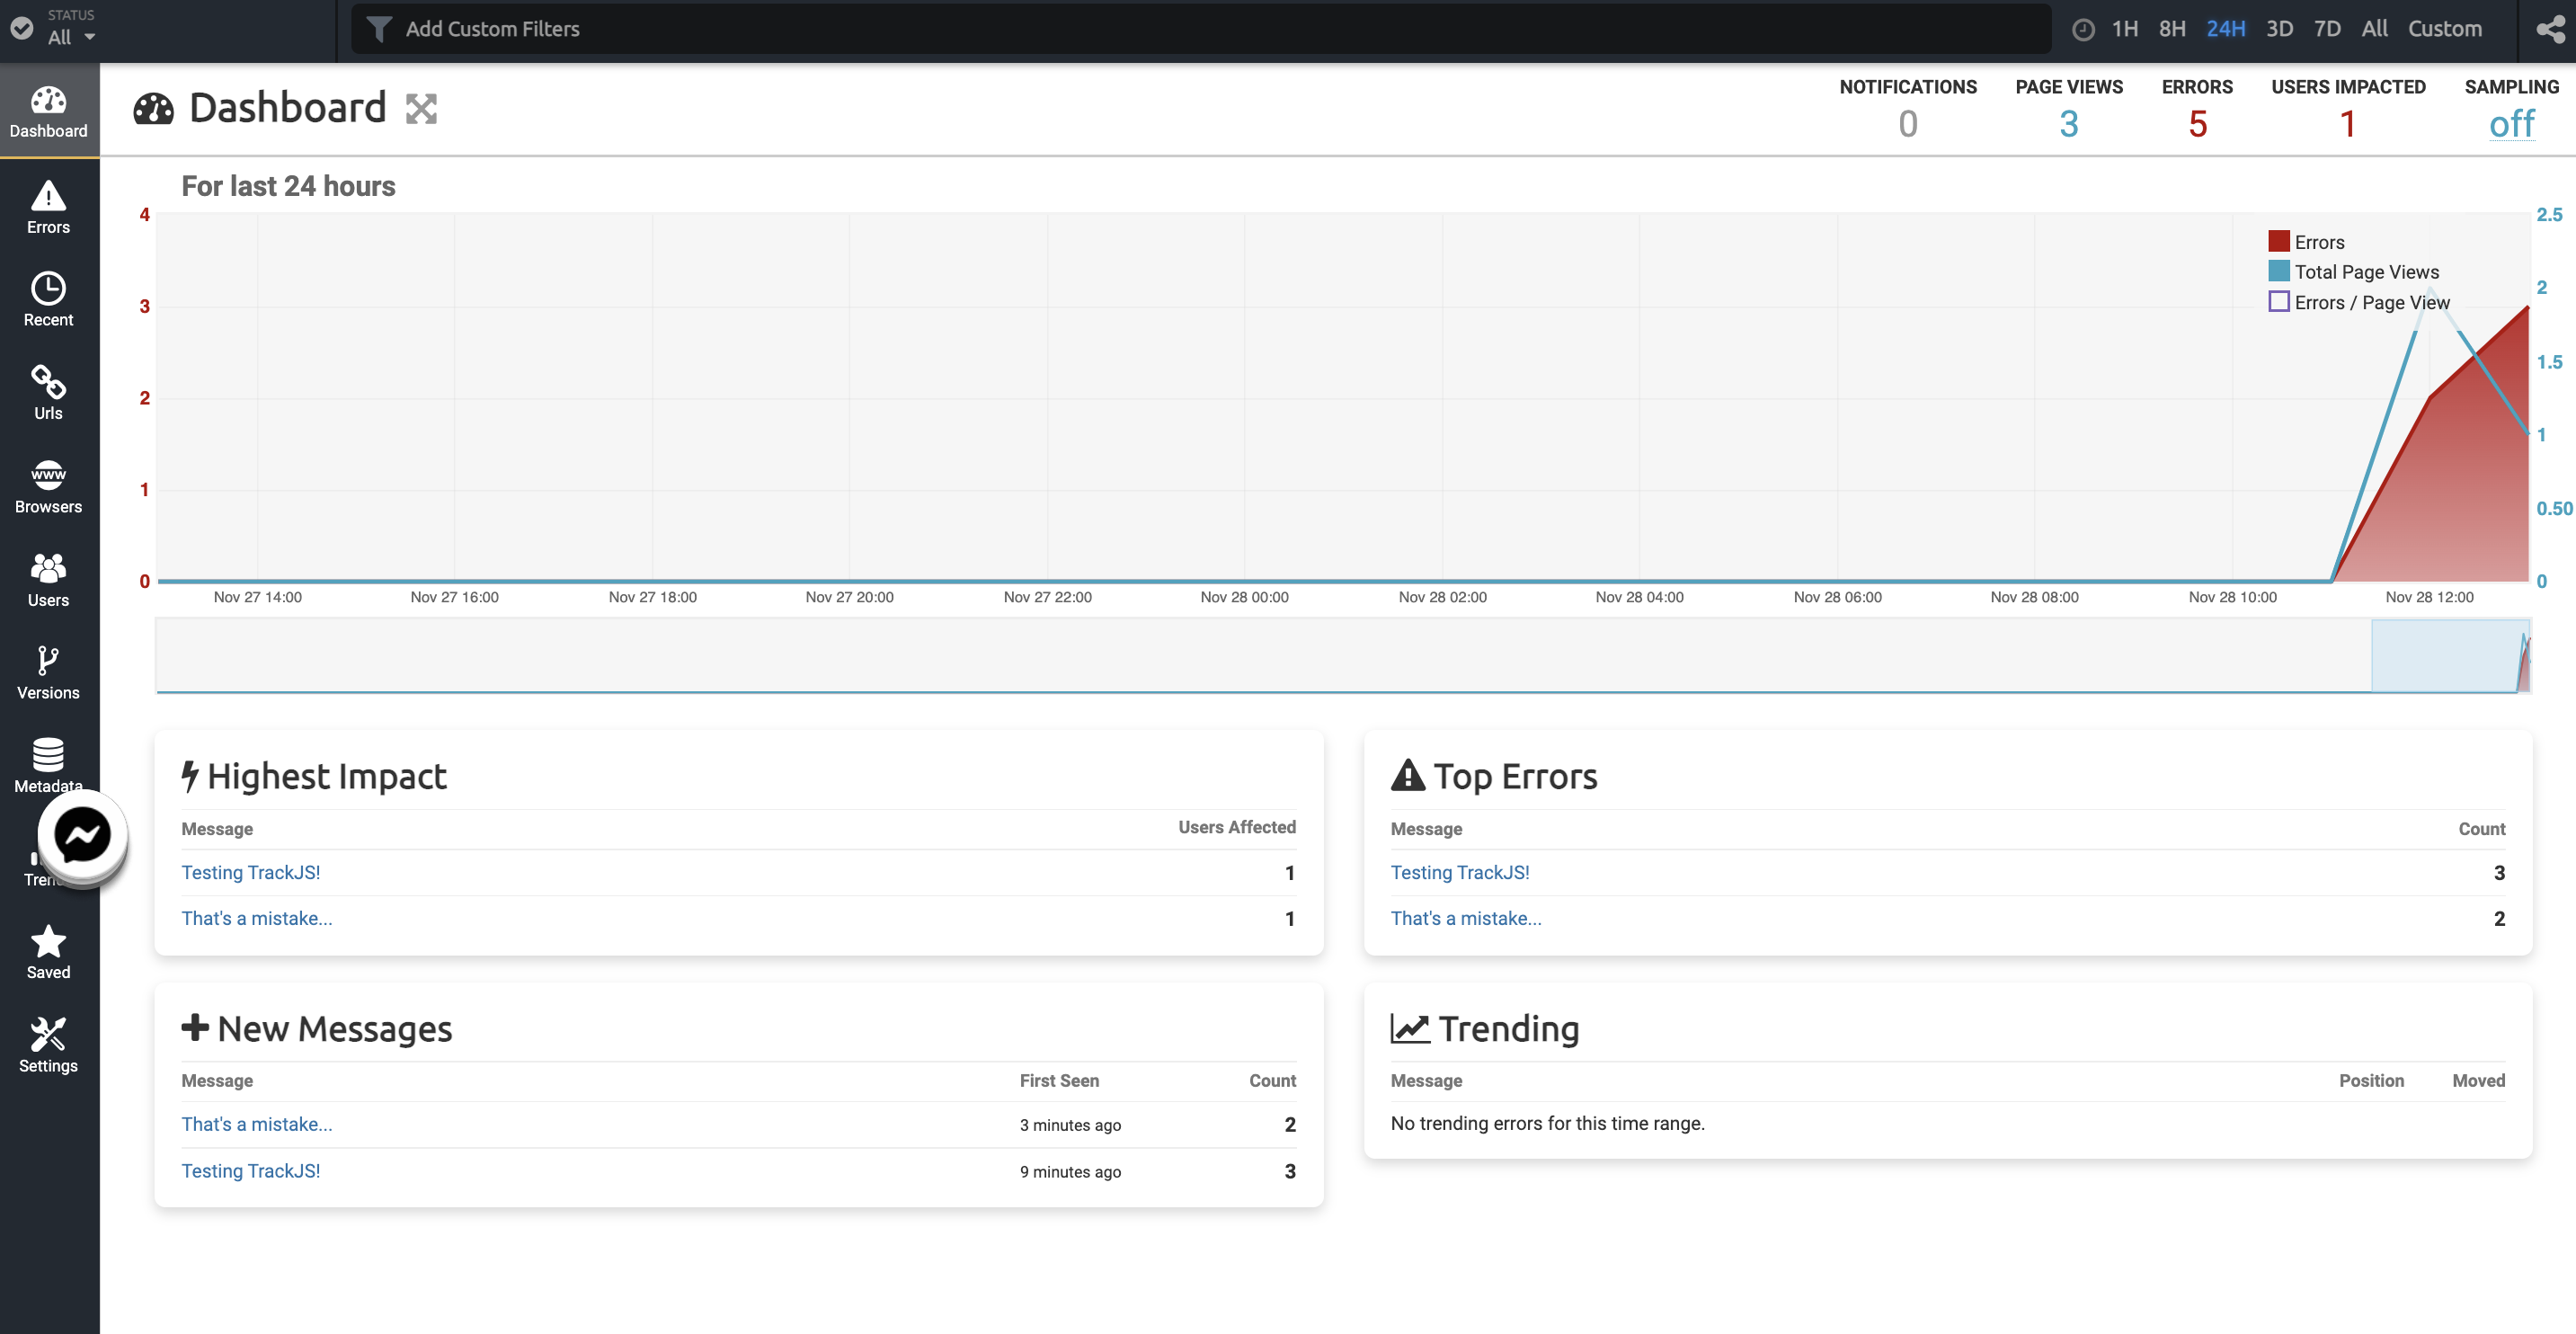 STATUS
All
Add Custom Filters
1H 8H 24H 3D 7D All Custom
Dashboard
Errors
Recent
Urls
www
Browsers
Users
Versions
Metadata
Saved
Settings
Dashboard
NOTIFICATIONS PAGE VIEWS ERRORS USERS IMPACTED SAMPLING
0 3 5 1 off
For last 24 hours
4
3
2
1
0
Errors
Total Page Views
Errors / Page View
2.5
2
1.5
1
0.50
0
Nov 27 14:00 Nov 27 16:00 Nov 27 18:00 Nov 27 20:00 Nov 27 22:00 Nov 28 00:00 Nov 28 02:00 Nov 28 04:00 Nov 28 06:00 Nov 28 08:00 Nov 28 10:00 Nov 28 12:00
Highest Impact
Message Users Affected
Testing TrackJS! 1
That's a mistake... 1
Top Errors
Message Count
Testing TrackJS! 3
That's a mistake... 2
New Messages
Message First Seen Count
That's a mistake... 3 minutes ago 2
Testing TrackJS! 9 minutes ago 3
Trending
Message Position Moved
No trending errors for this time range.